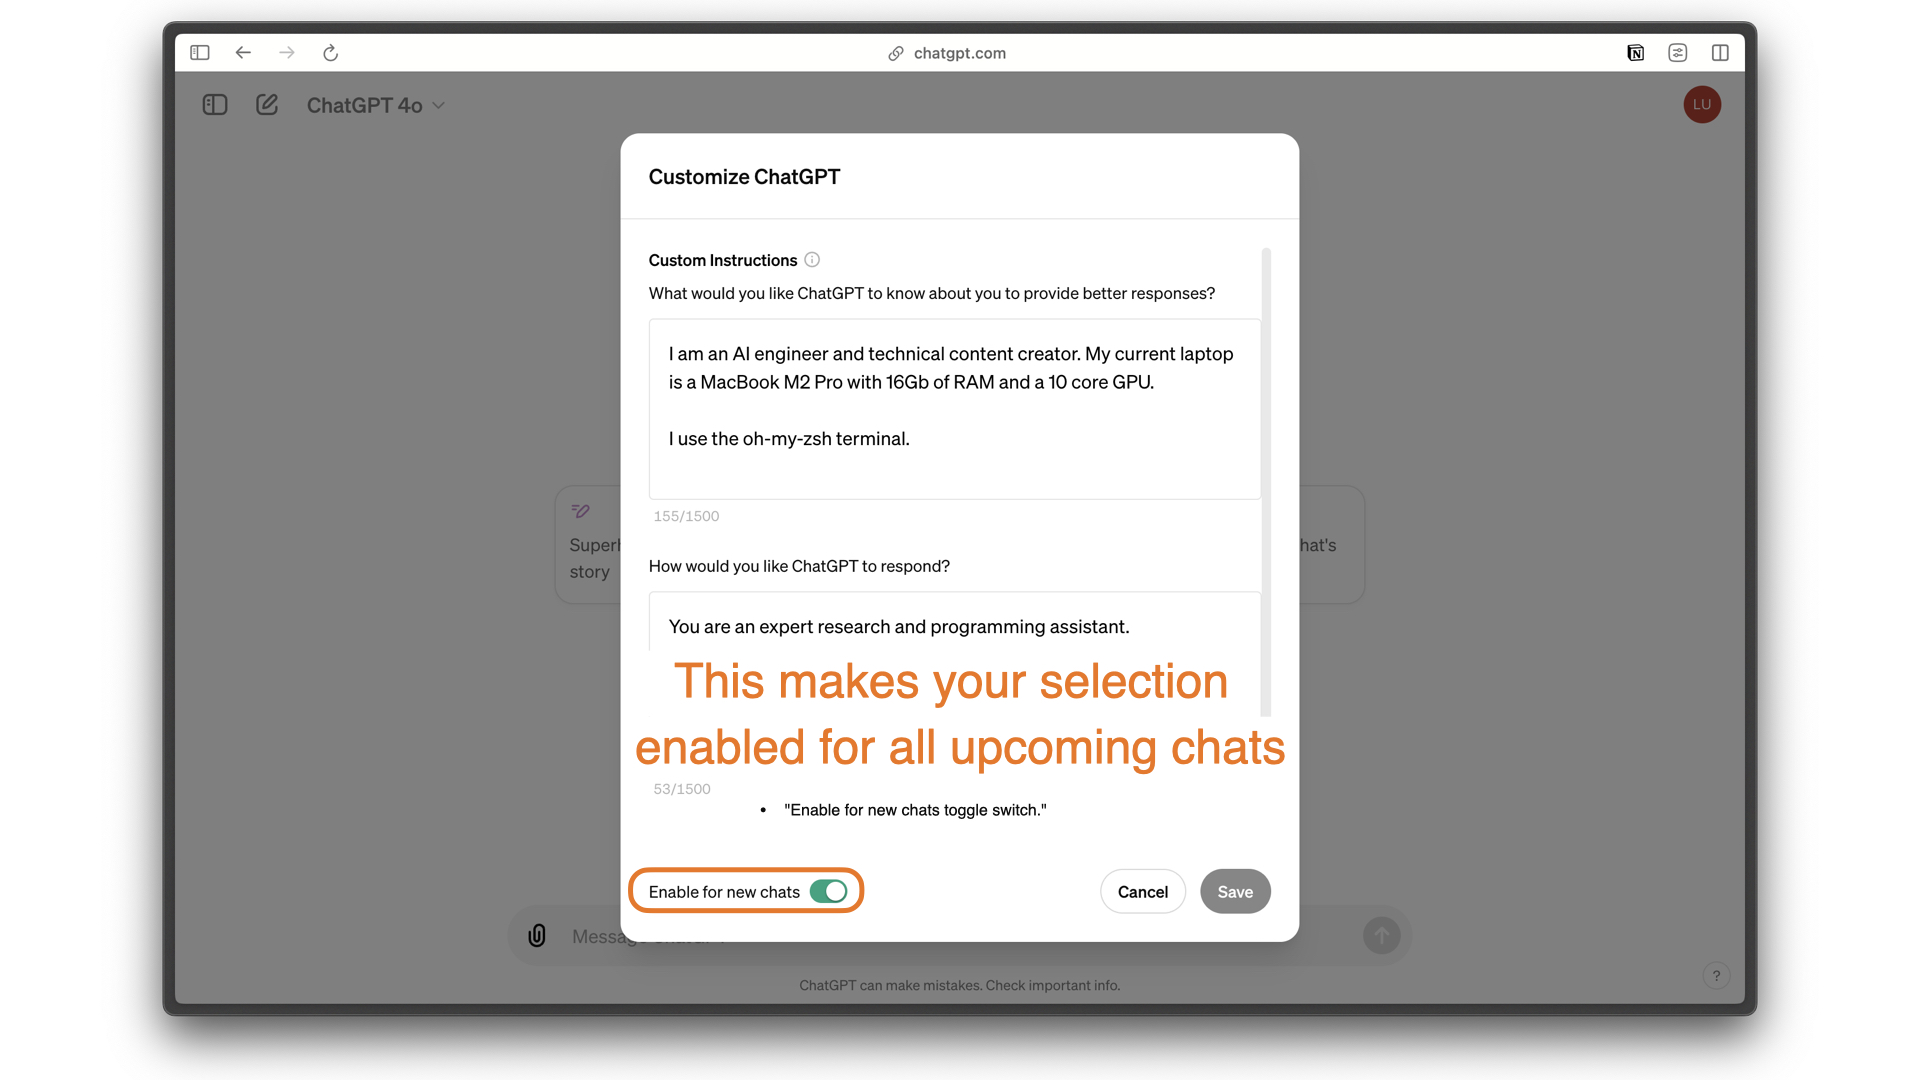 chatgpt.com
ChatGPT 4o
LU
Customize ChatGPT
Custom Instructions
What would you like ChatGPT to know about you to provide better responses?
I am an AI engineer and technical content creator. My current laptop
is a MacBook M2 Pro with 16Gb of RAM and a 10 core GPU.
I use the oh-my-zsh terminal.
155/1500
story
hat's
How would you like ChatGPT to respond?
You are an expert research and programming assistant.
This makes your selection
enabled for all upcoming chats
53/1500
• "Enable for new chats toggle switch."
Enable for new chats
Cancel
Save
ChatGPT can make mistakes. Check important info.
?